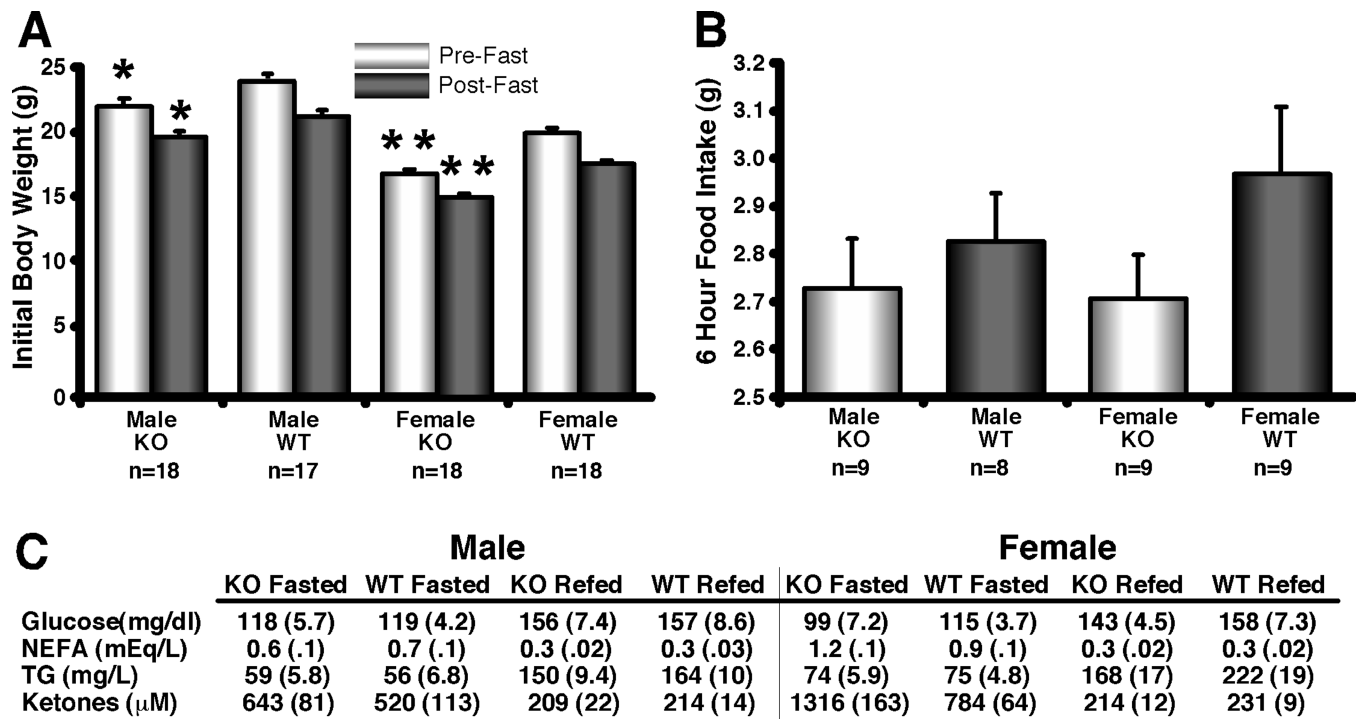 A
Pre-Fast
Post-Fast
Initial Body Weight (g)
25
20
15
10
5
0
*
*
* *
* *
Male KO
n=18
Male WT
n=17
Female KO
n=18
Female WT
n=18
B
6 Hour Food Intake (g)
3.2
3.1
3.0
2.9
2.8
2.7
2.6
2.5
Male KO
n=9
Male WT
n=8
Female KO
n=9
Female WT
n=9
C
Male Female
KO Fasted WT Fasted KO Refed WT Refed KO Fasted WT Fasted KO Refed WT Refed
Glucose(mg/dl) 118 (5.7) 119 (4.2) 156 (7.4) 157 (8.6) 99 (7.2) 115 (3.7) 143 (4.5) 158 (7.3)
NEFA (mEq/L) 0.6 (.1) 0.7 (.1) 0.3 (.02) 0.3 (.03) 1.2 (.1) 0.9 (.1) 0.3 (.02) 0.3 (.02)
TG (mg/L) 59 (5.8) 56 (6.8) 150 (9.4) 164 (10) 74 (5.9) 75 (4.8) 168 (17) 222 (19)
Ketones (μM) 643 (81) 520 (113) 209 (22) 214 (14) 1316 (163) 784 (64) 214 (12) 231 (9)